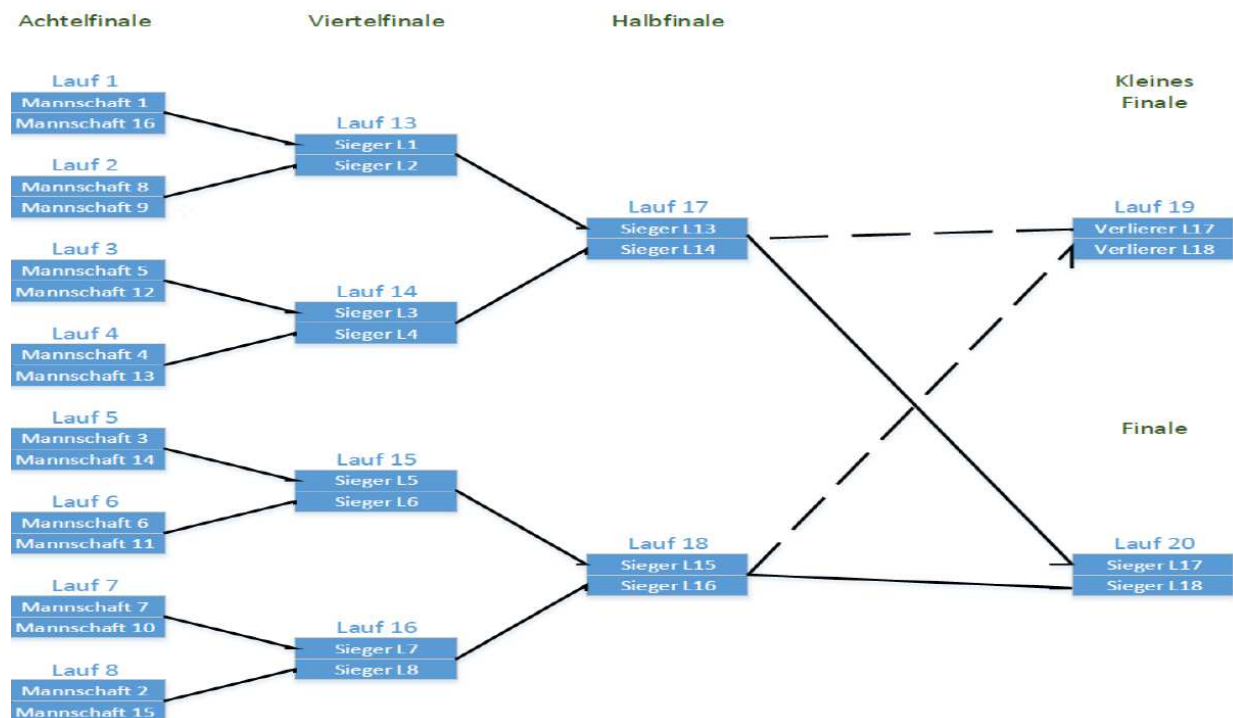 Achtelfinale
Viertelfinale
Halbfinale
Lauf 1
Mannschaft 1
Mannschaft 16
Lauf 2
Mannschaft 8
Mannschaft 9
Lauf 3
Mannschaft 5
Mannschaft 12
Lauf 4
Mannschaft 4
Mannschaft 13
Lauf 5
Mannschaft 3
Mannschaft 14
Lauf 6
Mannschaft 6
Mannschaft 11
Lauf 7
Mannschaft 7
Mannschaft 10
Lauf 8
Mannschaft 2
Mannschaft 15
Lauf 13
Sieger L1
Sieger L2
Lauf 14
Sieger L3
Sieger L4
Lauf 15
Sieger L5
Sieger L6
Lauf 16
Sieger L7
Sieger L8
Lauf 17
Sieger L13
Sieger L14
Lauf 18
Sieger L15
Sieger L16
Kleines
Finale
Lauf 19
Verlierer L17
Verlierer L18
Finale
Lauf 20
Sieger L17
Sieger L18